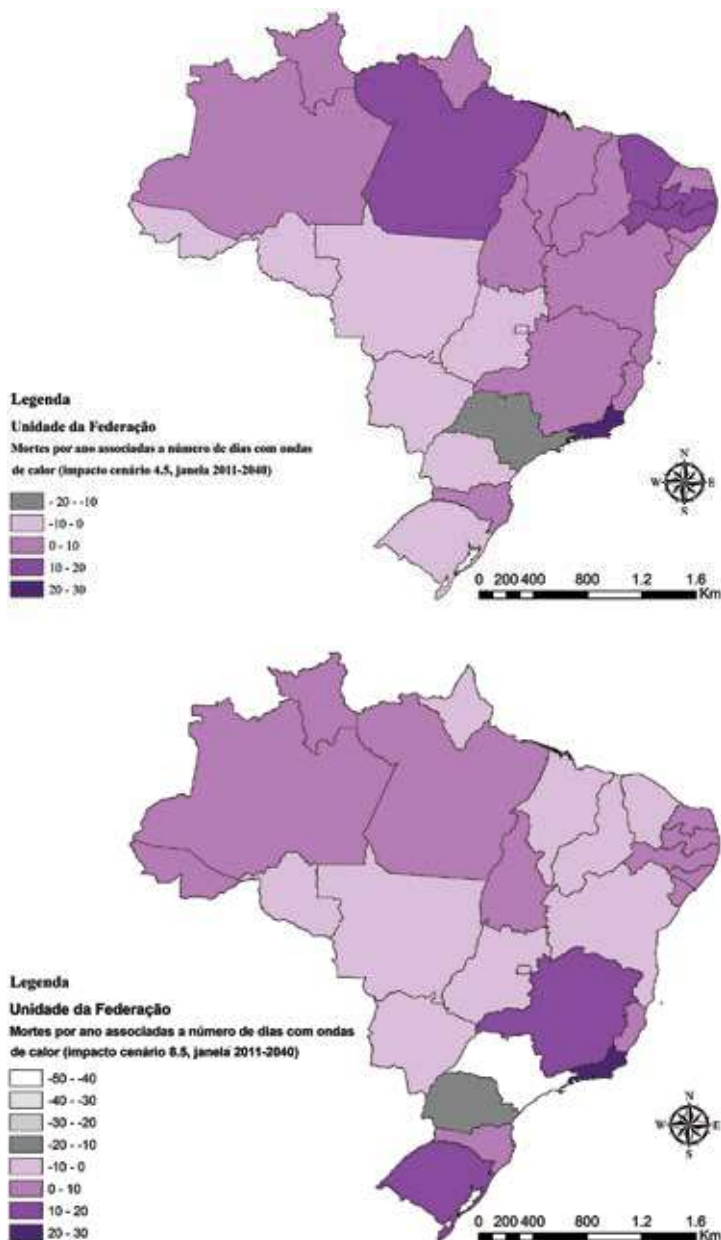 Legenda
Unidade da Federação
Mortes por ano associadas a número de dias com ondas
de calor (impacto cenário 4.5, janela 2011-2040)
- 20 - -10
-10 - 0
0 - 10
10 - 20
20 - 30
N
W E
S
0 200 400 800 1.2 1.6
Km
Legenda
Unidade da Federação
Mortes por ano associadas a número de dias com ondas
de calor (impacto cenário 8.5, janela 2011-2040)
-50 - -40
-40 - -30
-30 - -20
-20 - -10
-10 - 0
0 - 10
10 - 20
20 - 30
N
W E
S
0 200 400 800 1.2 1.6
Km